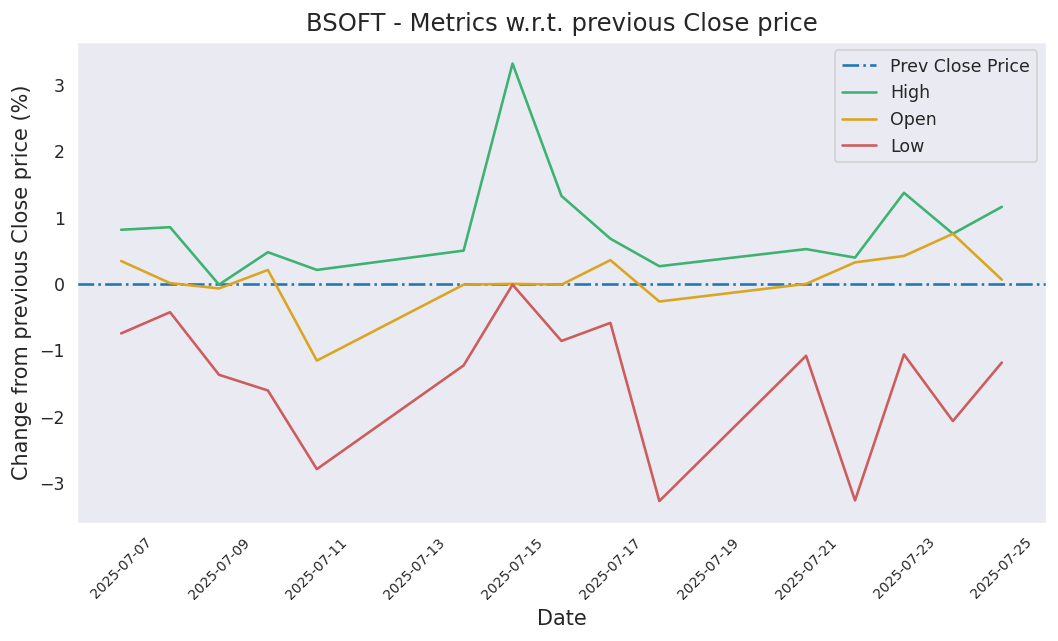 BSOFT - Metrics w.r.t. previous Close price
Prev Close Price
High
Open
Low
Change from previous Close price (%)
3
2
1
0
−1
−2
−3
2025-07-07
2025-07-09
2025-07-11
2025-07-13
2025-07-15
2025-07-17
2025-07-19
2025-07-21
2025-07-23
2025-07-25
Date